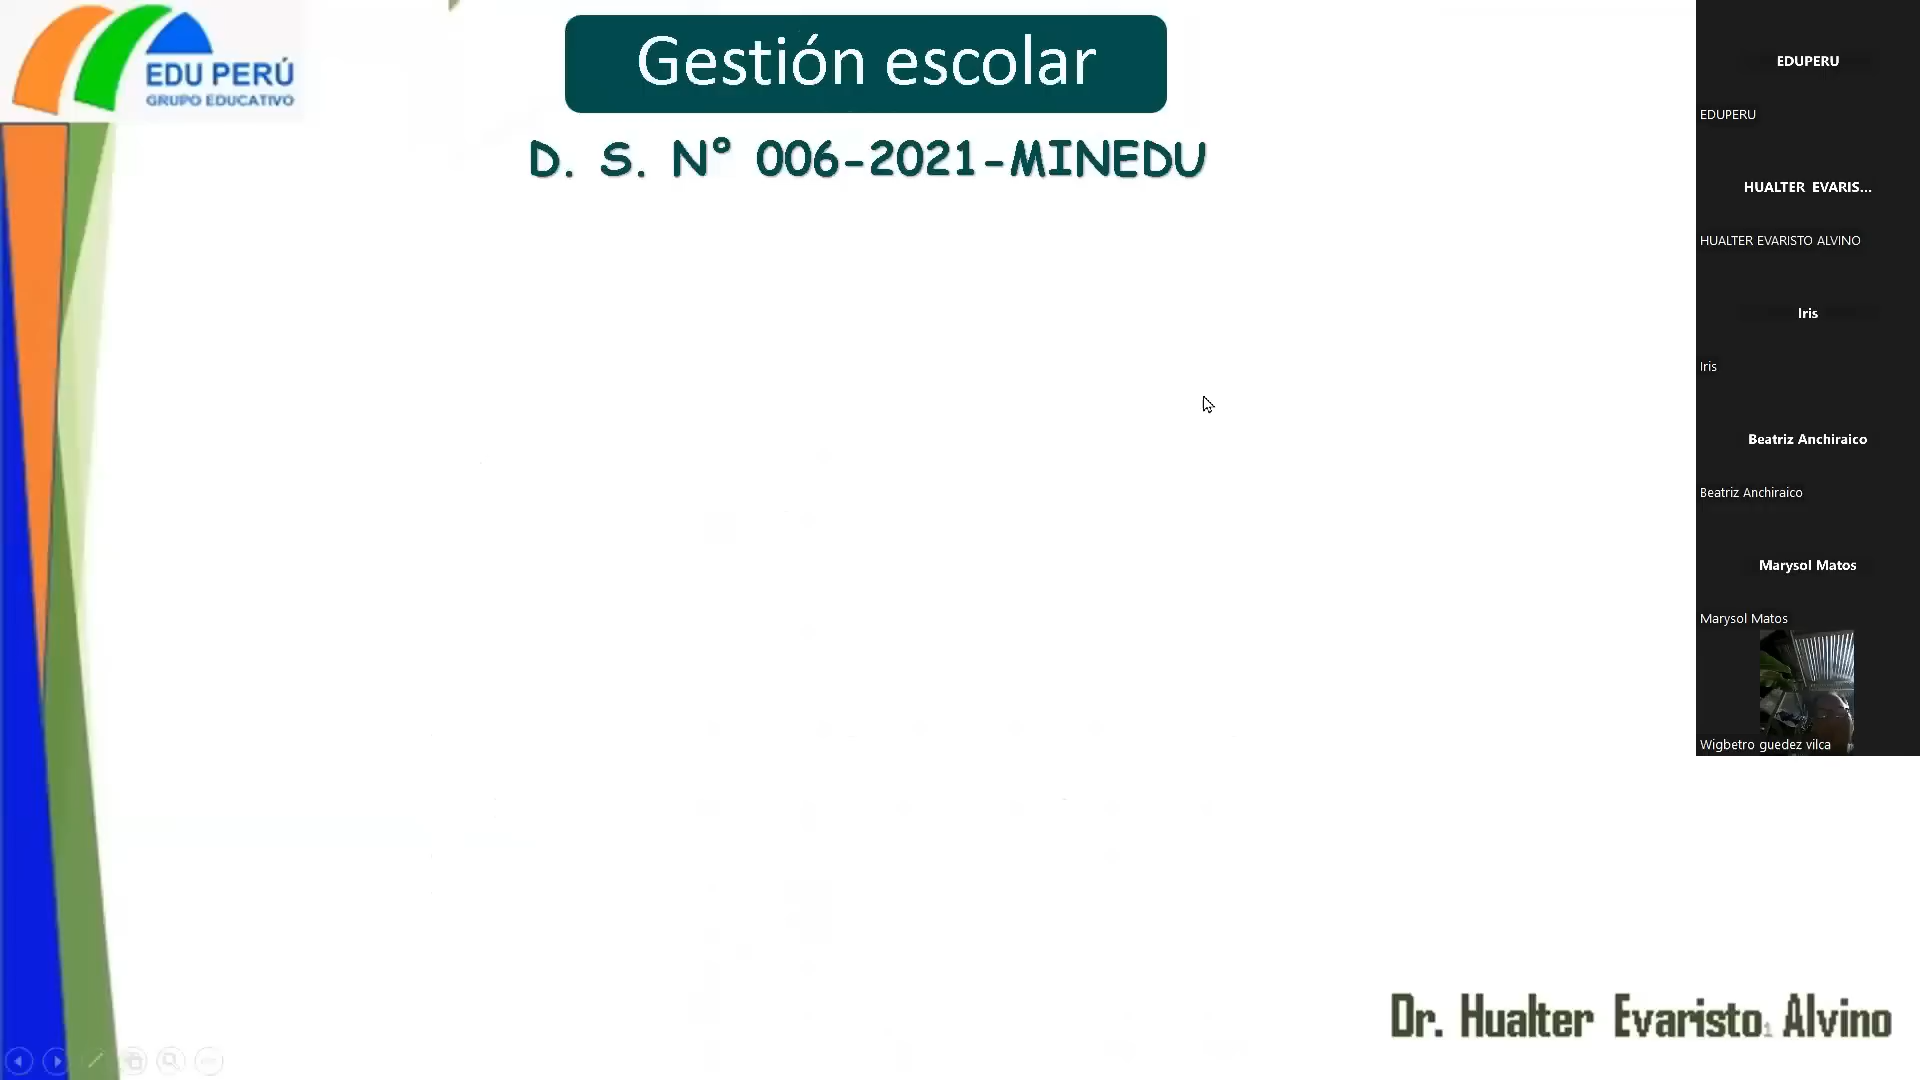 EDU PERÚ
GRUPO EDUCATIVO
Gestión escolar
D. S. N° 006-2021-MINEDU
EDUPERU
EDUPERU
HUALTER EVARIS...
HUALTER EVARISTO ALVINO
Iris
Iris
Beatriz Anchiraico
Beatriz Anchiraico
Marysol Matos
Marysol Matos
Wigbetro guedez vilca
Dr. Hualter Evaristo Alvino